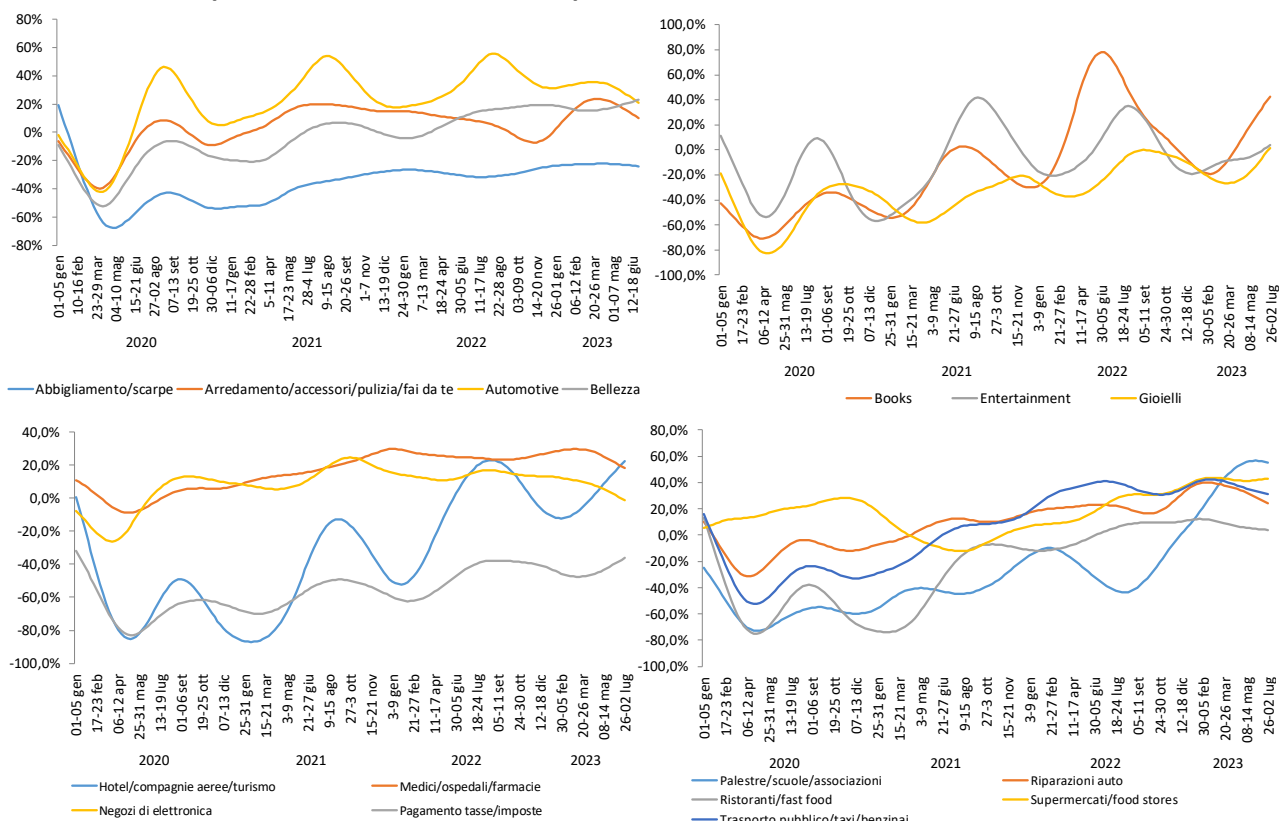 80%
60%
40%
20%
0%
-20%
-40%
-60%
-80%
01-05 gen
10-16 feb
23-29 mar
04-10 mag
15-21 giu
27-02 ago
07-13 set
19-25 ott
30-06 dic
11-17gen
22-28 feb
5-11 apr
17-23 mag
28-4 lug
9-15 ago
20-26 set
1-7 nov
13-19 dic
24-30 gen
7-13 mar
18-24 apr
30-05 giu
11-17 lug
22-28 ago
03-09 ott
14-20 nov
06-12 feb
20-26 mar
01-07 mag
12-18 giu
2020
2021
2022
2023
Abbigliamento/scarpe
Arredamento/accessori/pulizia/fai da te
Automotive
Bellezza
100,0%
80,0%
60,0%
40,0%
20,0%
0,0%
-20,0%
-40,0%
-60,0%
-80,0%
-100,0%
01-05 gen
17-23 feb
06-12 apr
25-31 mag
13-19 lug
01-06 set
19-25 ott
07-13 dic
25-31 gen
15-21 mar
3-9 mag
21-27 giu
9-15 ago
27-3 ott
15-21 nov
3-9 gen
21-27 feb
11-17 apr
30-05 giu
18-24 lug
05-11 set
24-30 ott
12-18 dic
30-05 feb
20-26 mar
08-14 mag
26-02 lug
2020
2021
2022
2023
Books
Entertainment
Gioielli
40,0%
20,0%
0,0%
-20,0%
-40,0%
-60,0%
-80,0%
-100,0%
01-05 gen
17-23 feb
06-12 apr
25-31 mag
13-19 lug
01-06 set
19-25 ott
07-13 dic
25-31 gen
15-21 mar
3-9 mag
21-27 giu
9-15 ago
27-3 ott
15-21 nov
3-9 gen
21-27 feb
11-17 apr
30-05 giu
18-24 lug
05-11 set
24-30 ott
12-18 dic
30-05 feb
20-26 mar
08-14 mag
26-02 lug
2020
2021
2022
2023
Hotel/compagnie aeree/turismo
Medici/ospedali/farmacie
Negozi di elettronica
Pagamento tasse/imposte
80,0%
60,0%
40,0%
20,0%
0,0%
-20,0%
-40,0%
-60,0%
-80,0%
-100,0%
01-05 gen
17-23 feb
06-12 apr
25-31 mag
13-19 lug
01-06 set
19-25 ott
07-13 dic
25-31 gen
15-21 mar
3-9 mag
21-27 giu
9-15 ago
27-3 ott
15-21 nov
3-9 gen
21-27 feb
11-17 apr
30-05 giu
18-24 lug
05-11 set
24-30 ott
12-18 dic
30-05 feb
20-26 mar
08-14 mag
26-02 lug
2020
2021
2022
2023
Palestre/scuole/associazioni
Riparazioni auto
Ristoranti/fast food
Supermercati/food stores
Trasporto pubblico/taxi/benzinai